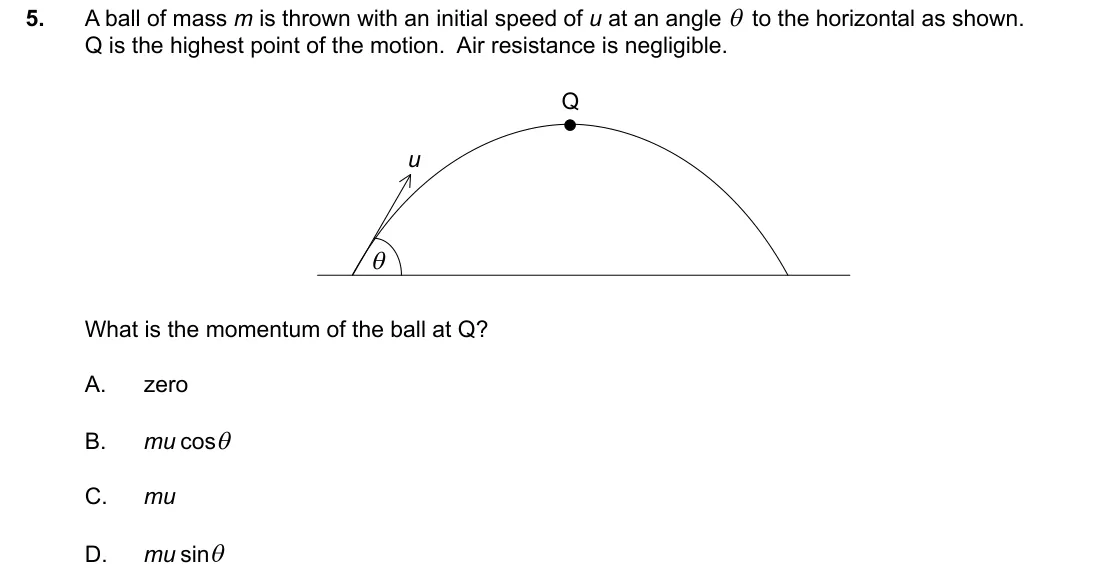 5. A ball of mass m is thrown with an initial speed of u at an angle θ to the horizontal as shown.
Q is the highest point of the motion. Air resistance is negligible.
Q
u
θ
What is the momentum of the ball at Q?
A. zero
B. mu cosθ
C. mu
D. mu sinθ